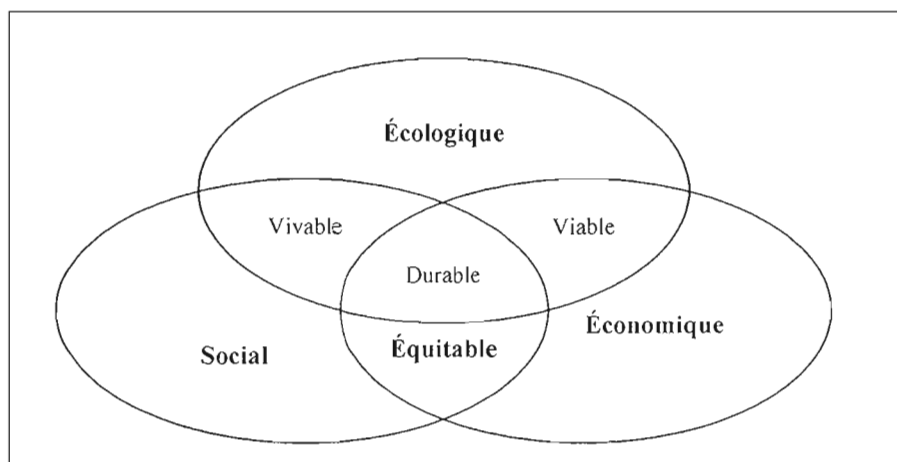 Écologique
Vivable
Viable
Durable
Économique
Social
Équitable